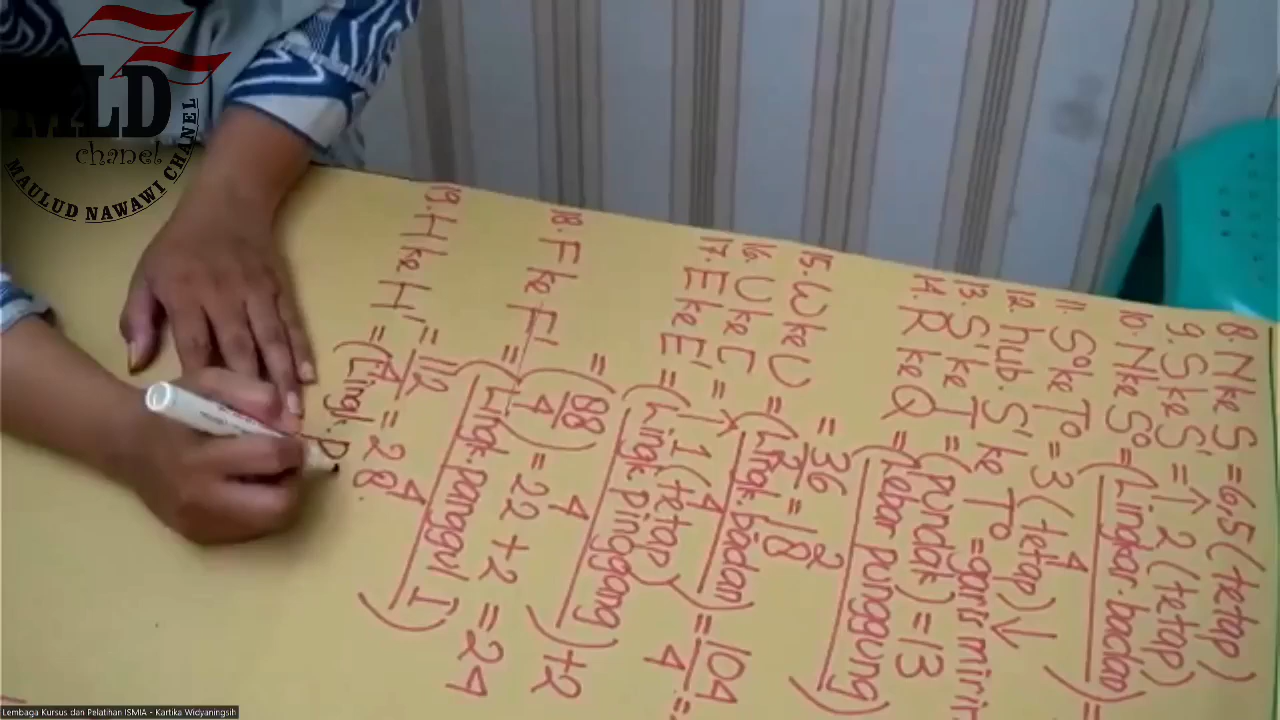 MLD
chanel
MAULUD NAWAWI CHANEL
8. N ke S = 6,5 (tetap)
9. S ke S' = ↑ 2 (tetap)
10. N ke S° = (Lingkar badan) =
4
11. S° ke T° = 3 (tetap) ↓
12. hub. S' ke T° = garis mirin
13. S' ke T = (pundak) = 13
14. R ke Q = (Lebar punggung)
2
= 36 = 18
2
15. W ke U = (Lingk. badan) = 104 =
4 4
16. U ke C = ↑ 1 (tetap)
17. E ke E' = (Lingk. pinggang) + 2
4
= (88) = 22 + 2 = 24
4
18. F ke F' = (Lingk. panggul I)
4
= 112 = 28.
4
19. H ke H' = (Lingk. P
Lembaga Kursus dan Pelatihan ISMIA - Kartika Widyaningsih